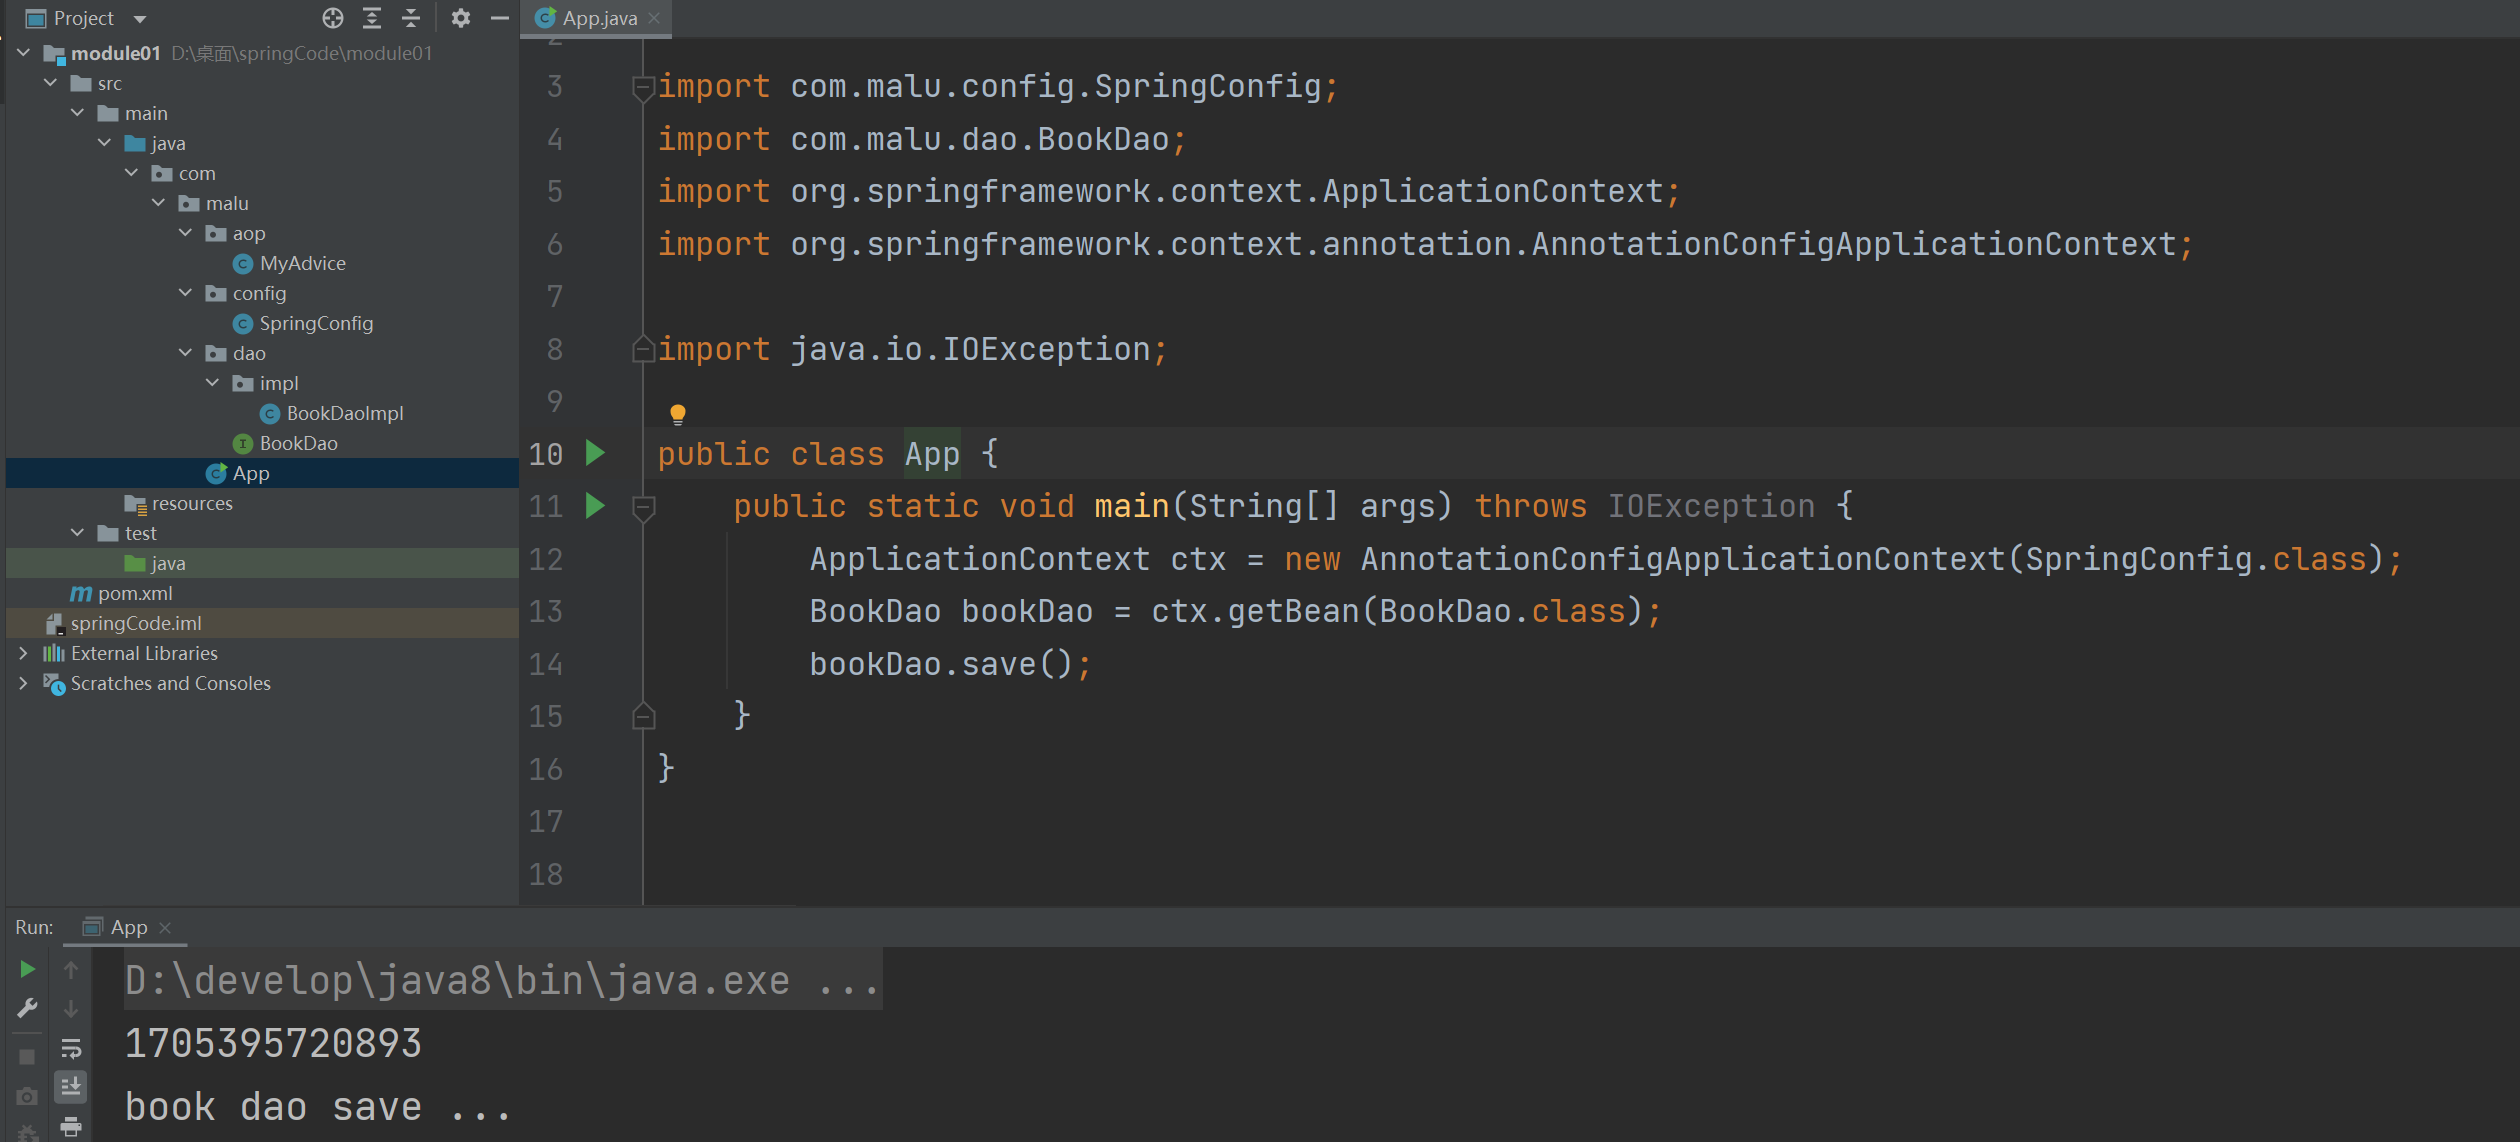 Project
module01 D:\桌面\springCode\module01
src
main
java
com
malu
aop
MyAdvice
config
SpringConfig
dao
impl
BookDaoImpl
BookDao
App
resources
test
java
pom.xml
springCode.iml
External Libraries
Scratches and Consoles
App.java
2
3 import com.malu.config.SpringConfig;
4 import com.malu.dao.BookDao;
5 import org.springframework.context.ApplicationContext;
6 import org.springframework.context.annotation.AnnotationConfigApplicationContext;
7
8 import java.io.IOException;
9
10 public class App {
11 public static void main(String[] args) throws IOException {
12 ApplicationContext ctx = new AnnotationConfigApplicationContext(SpringConfig.class);
13 BookDao bookDao = ctx.getBean(BookDao.class);
14 bookDao.save();
15 }
16 }
17
18
Run: App
D:\develop\java8\bin\java.exe ...
1705395720893
book dao save ...